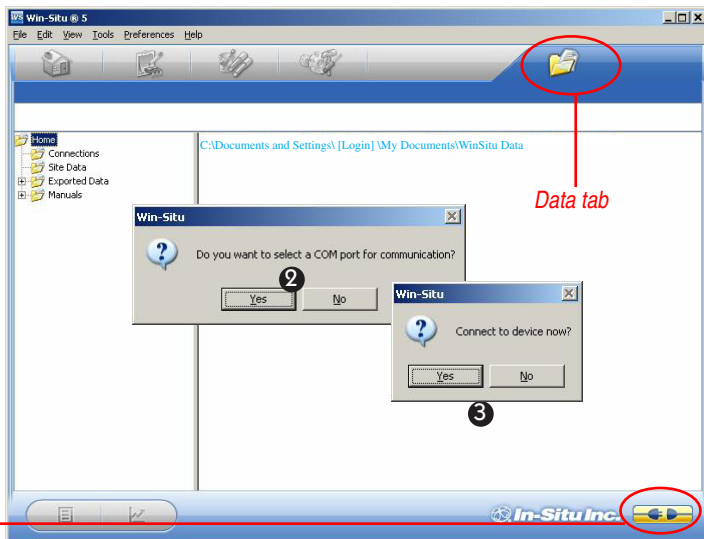 Win-Situ ® 5
File Edit View Tools Preferences Help
Home
Connections
Site Data
Exported Data
Manuals
C:\Documents and Settings\ [Login] \My Documents\WinSitu Data
Data tab
Win-Situ
Do you want to select a COM port for communication?
2
Yes No
Win-Situ
Connect to device now?
Yes No
3
In-Situ Inc.